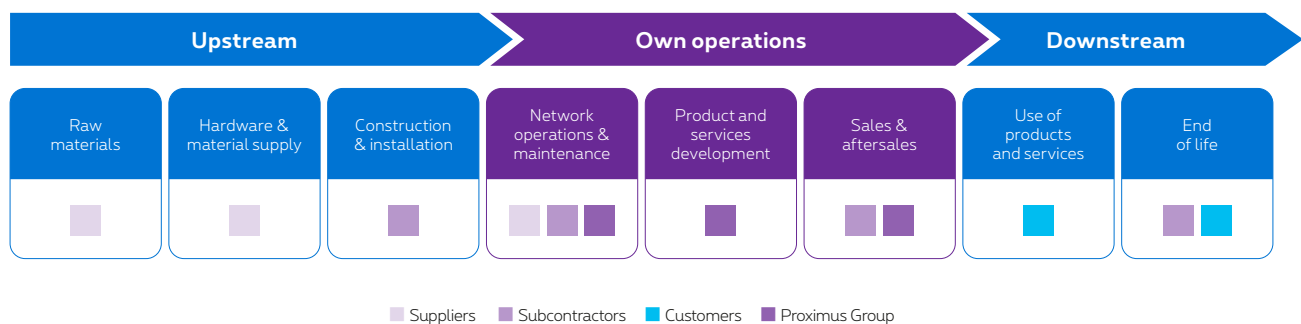 Upstream
Own operations
Downstream
Raw
materials
Hardware &
material supply
Construction
& installation
Network
operations &
maintenance
Product and
services
development
Sales &
aftersales
Use of
products
and services
End
of life
Suppliers
Subcontractors
Customers
Proximus Group